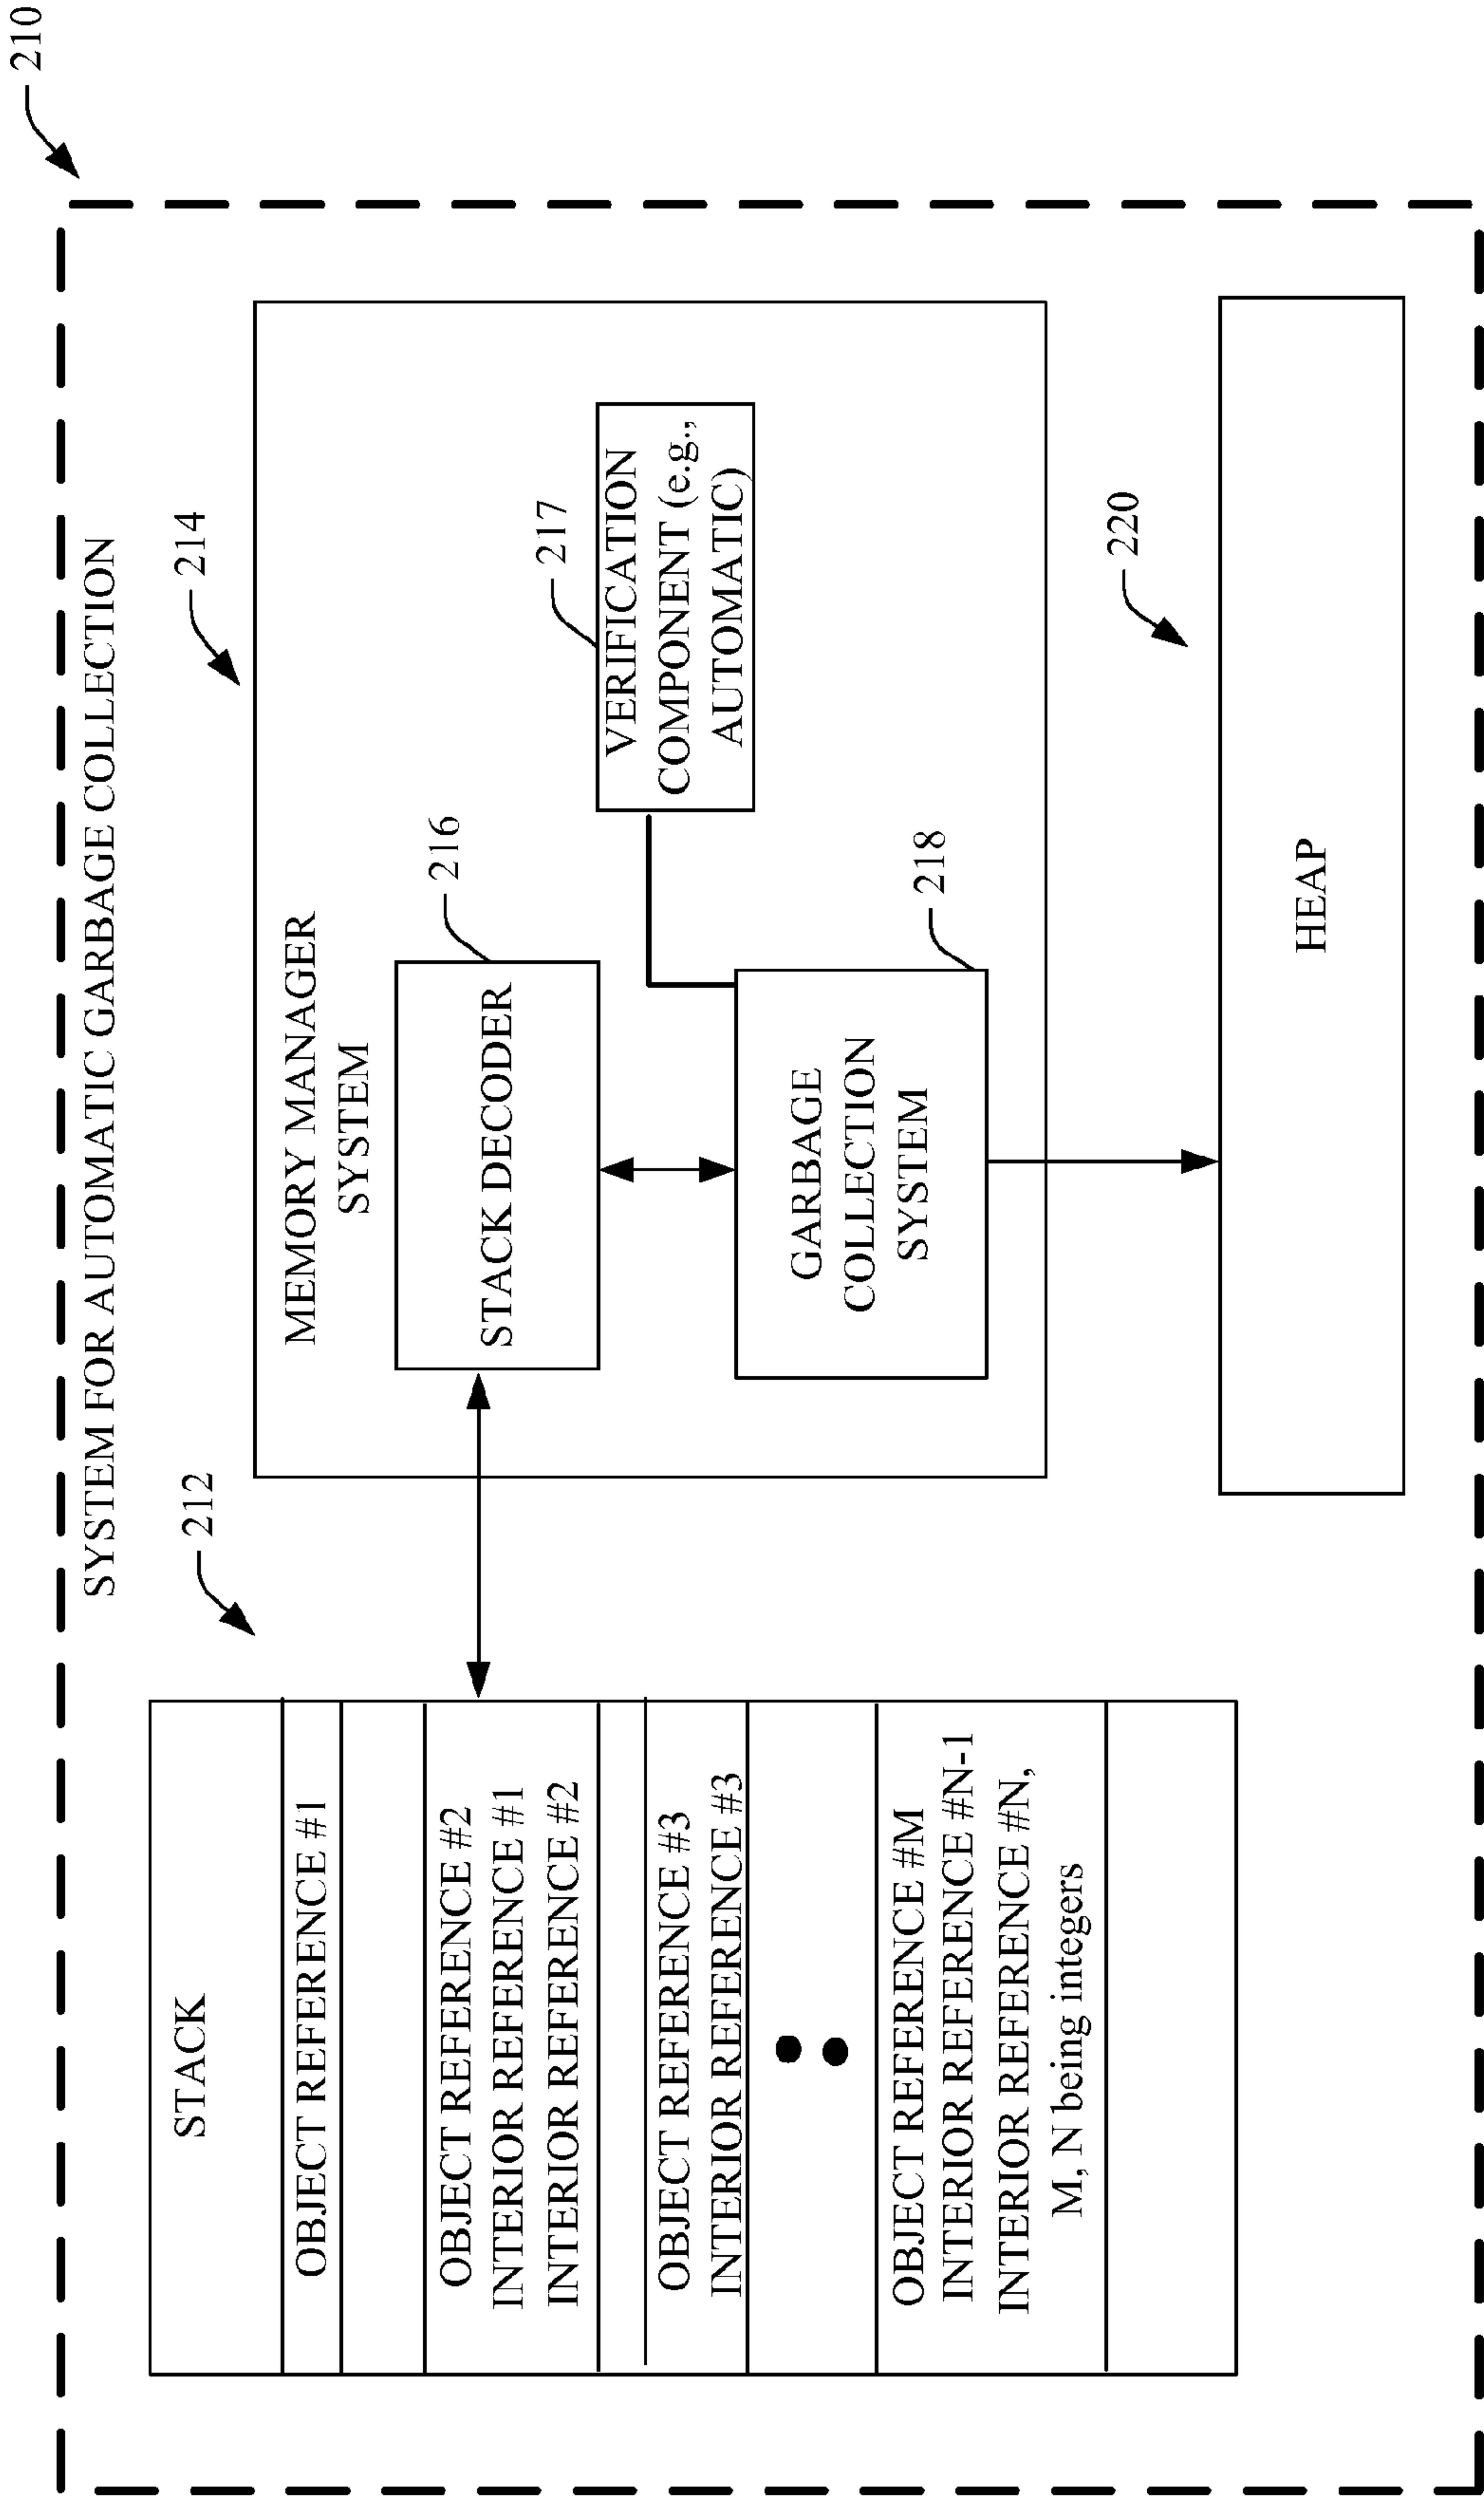 210
SYSTEM FOR AUTOMATIC GARBAGE COLLECTION
212
214
STACK
OBJECT REFERENCE #1
OBJECT REFERENCE #2
INTERIOR REFERENCE #1
INTERIOR REFERENCE #2
OBJECT REFERENCE #3
INTERIOR REFERENCE #3
OBJECT REFERENCE #M
INTERIOR REFERENCE #N-1
INTERIOR REFERENCE #N,
M, N being integers
MEMORY MANAGER
SYSTEM
216
STACK DECODER
217
VERIFICATION
COMPONENT (e.g.,
AUTOMATIC)
218
GARBAGE
COLLECTION
SYSTEM
220
HEAP